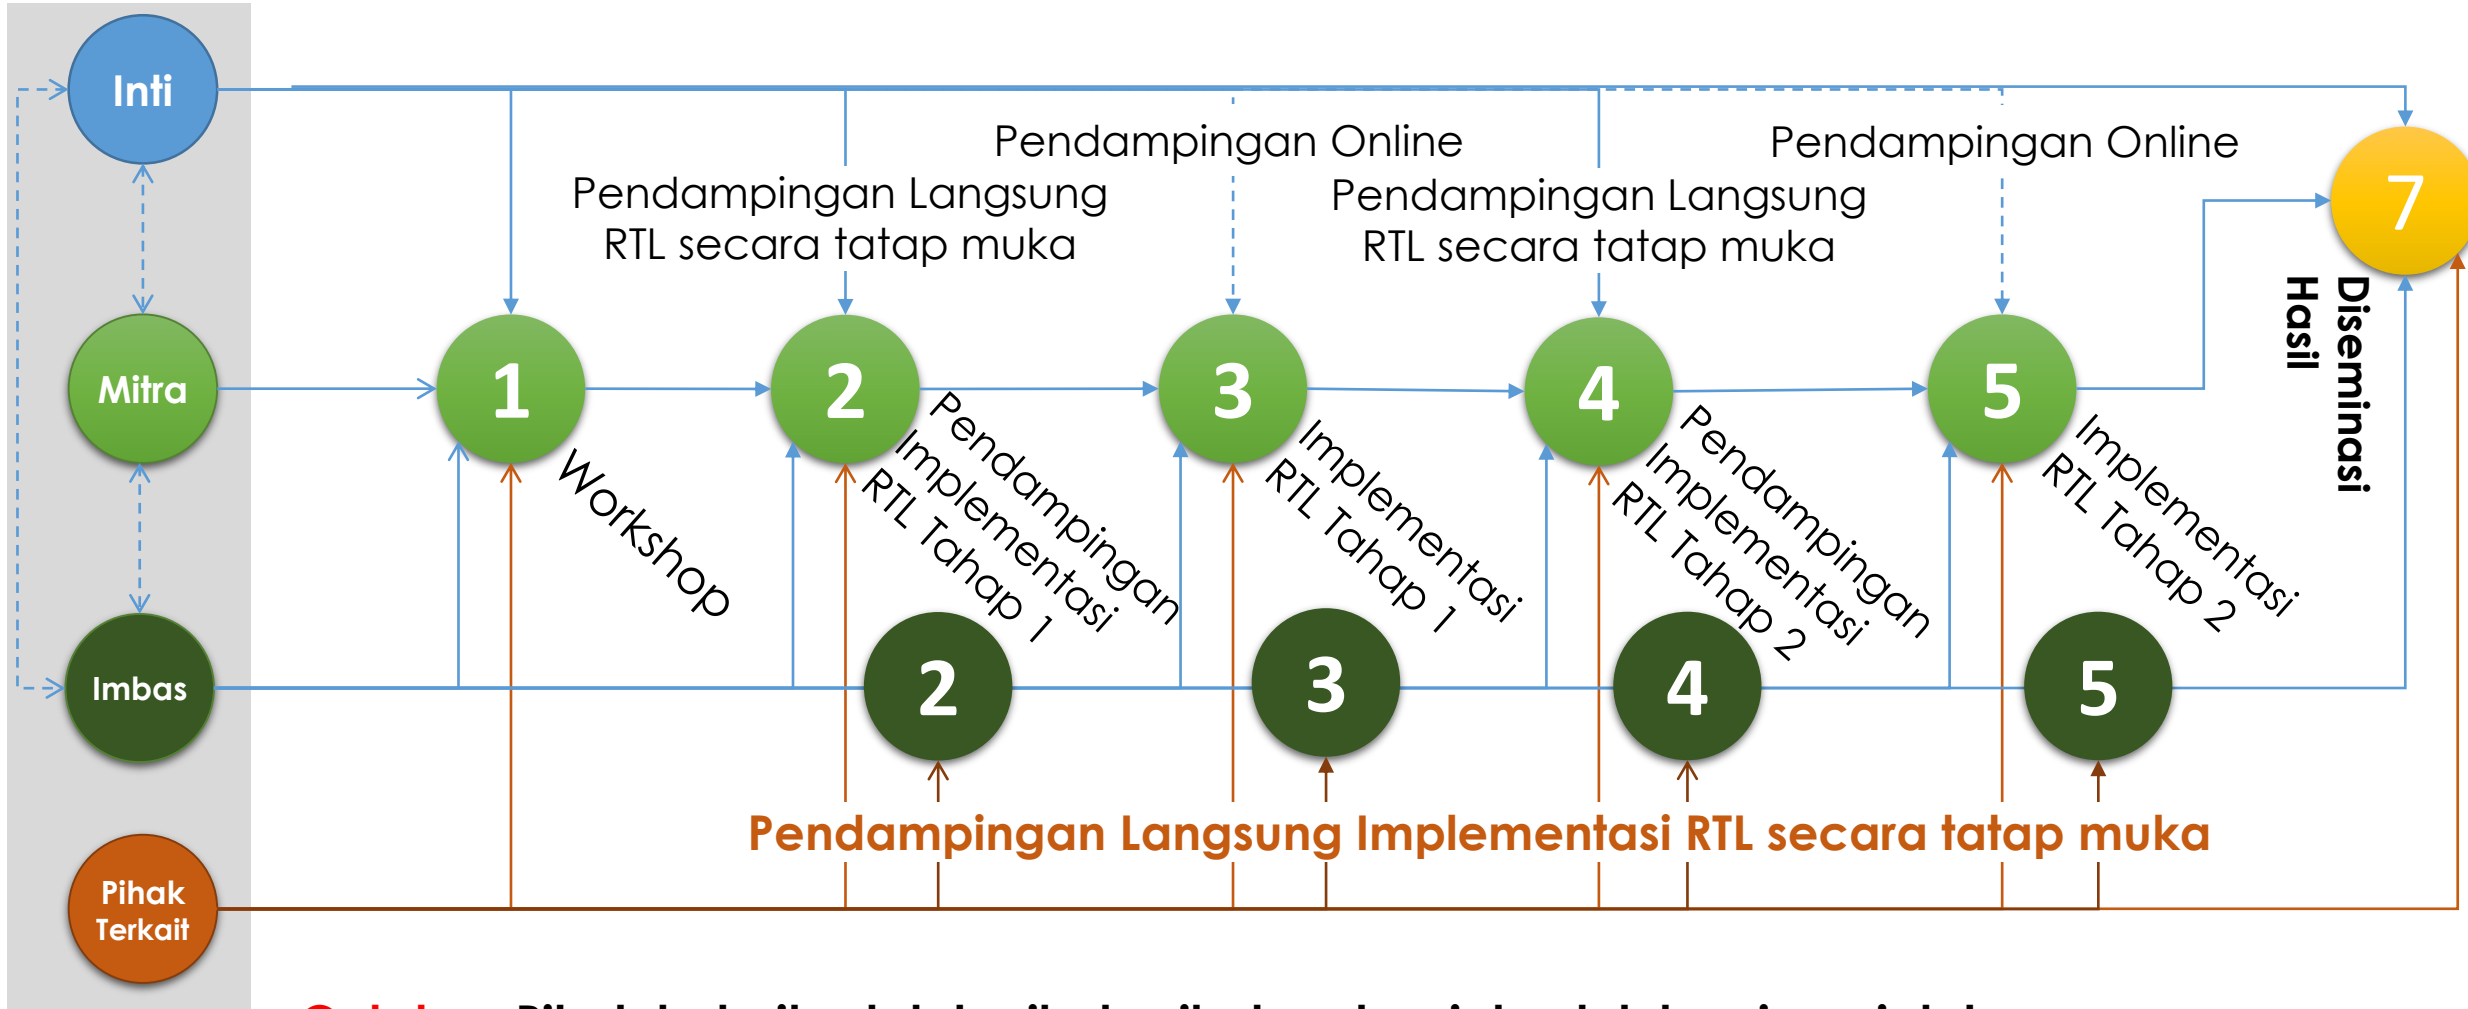 Inti
Pendampingan Online
Pendampingan Online
Pendampingan Langsung
RTL secara tatap muka
Pendampingan Langsung
RTL secara tatap muka
7
Diseminasi
Hasil
Mitra
1
2
3
4
5
Workshop
Pendampingan
Implementasi
RTL Tahap 1
Implementasi
RTL Tahap 1
Pendampingan
Implementasi
RTL Tahap 2
Implementasi
RTL Tahap 2
Imbas
2
3
4
5
Pendampingan Langsung Implementasi RTL secara tatap muka
Pihak
Terkait